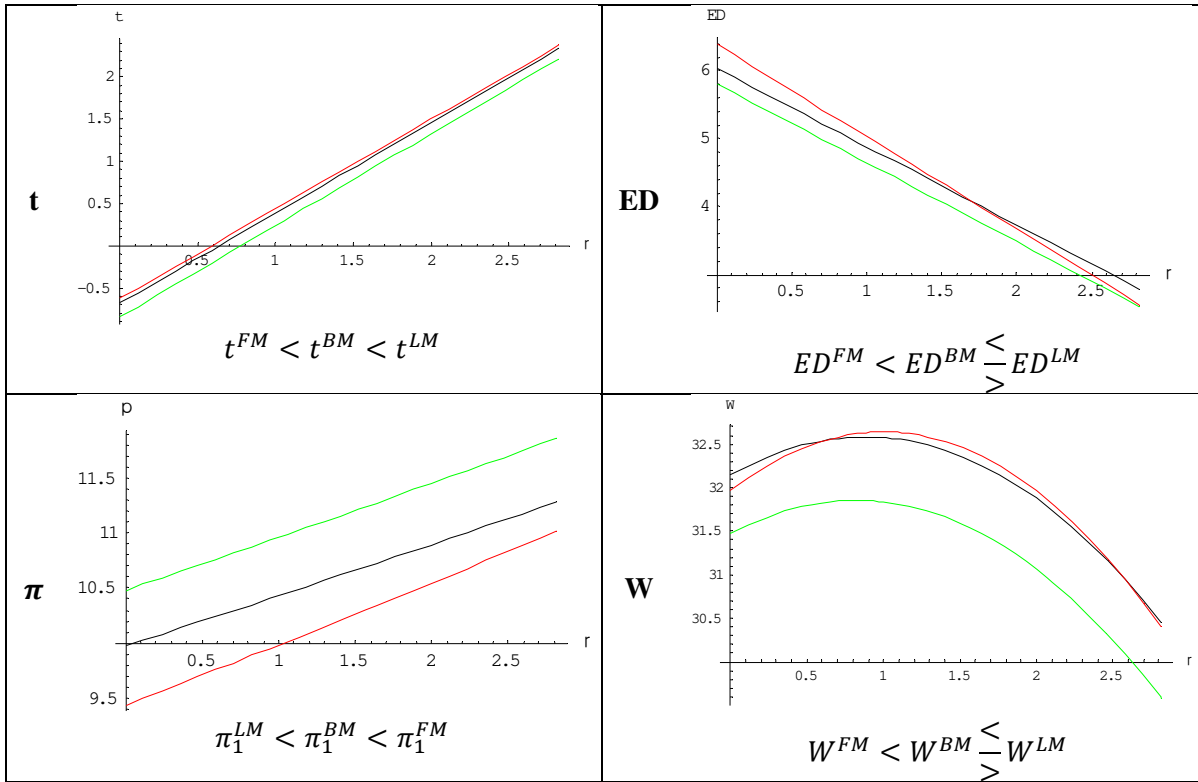 t
2
1.5
1
0.5
-0.5
0.5 1 1.5 2 2.5 r
t
t^FM < t^BM < t^LM
ED
6
5
4
0.5 1 1.5 2 2.5 r
ED
ED^FM < ED^BM ≶ ED^LM
p
11.5
11
10.5
9.5
0.5 1 1.5 2 2.5 r
π
π₁^LM < π₁^BM < π₁^FM
W
32.5
32
31.5
31
30.5
0.5 1 1.5 2 2.5 r
W
W^FM < W^BM ≶ W^LM